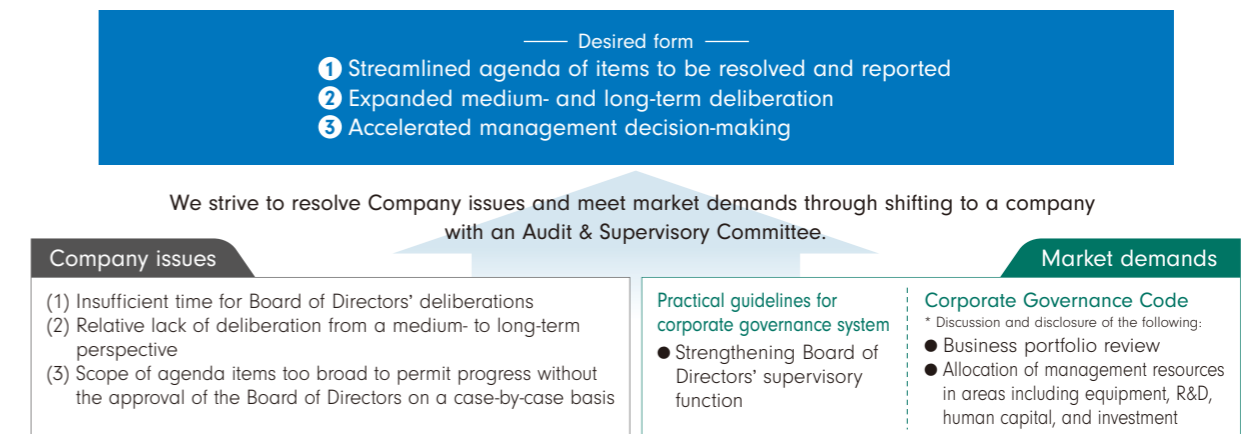 Desired form
1 Streamlined agenda of items to be resolved and reported
2 Expanded medium- and long-term deliberation
3 Accelerated management decision-making
We strive to resolve Company issues and meet market demands through shifting to a company
with an Audit & Supervisory Committee.
Company issues
(1) Insufficient time for Board of Directors’ deliberations
(2) Relative lack of deliberation from a medium- to long-term
perspective
(3) Scope of agenda items too broad to permit progress without
the approval of the Board of Directors on a case-by-case basis
Market demands
Practical guidelines for
corporate governance system
● Strengthening Board of
Directors’ supervisory
function
Corporate Governance Code
* Discussion and disclosure of the following:
● Business portfolio review
● Allocation of management resources
in areas including equipment, R&D,
human capital, and investment